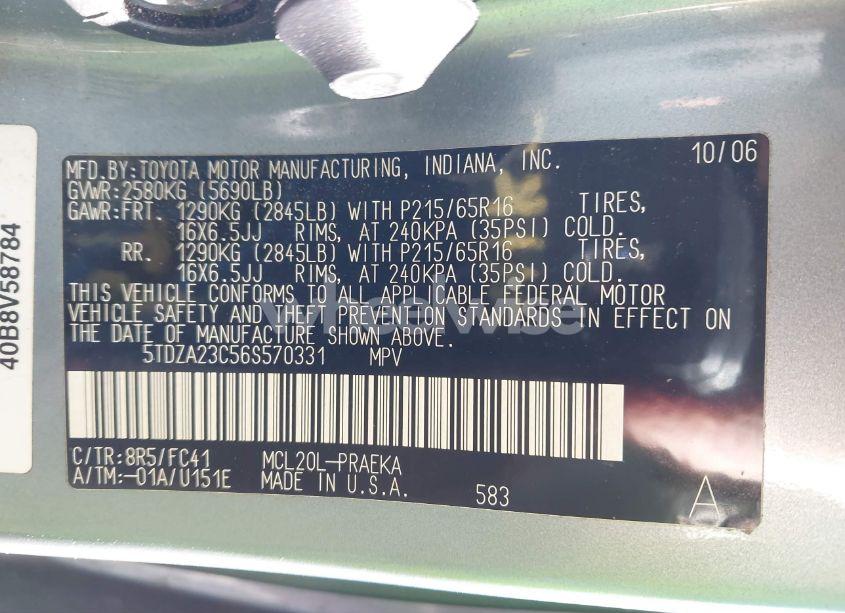 40B8V58784
MFD.BY:TOYOTA MOTOR MANUFACTURING, INDIANA, INC. 10/06
GVWR:2580KG (5690LB)
GAWR:FRT. 1290KG (2845LB) WITH P215/65R16 TIRES,
16X6.5JJ RIMS, AT 240KPA (35PSI) COLD.
RR. 1290KG (2845LB) WITH P215/65R16 TIRES,
16X6.5JJ RIMS, AT 240KPA (35PSI) COLD.
THIS VEHICLE CONFORMS TO ALL APPLICABLE FEDERAL MOTOR
VEHICLE SAFETY AND THEFT PREVENTION STANDARDS IN EFFECT ON
THE DATE OF MANUFACTURE SHOWN ABOVE.
5TDZA23C56S570331 MPV
C/TR:8R5/FC41 MCL20L-PRAEKA
A/TM:-01A/U151E MADE IN U.S.A. 583 A